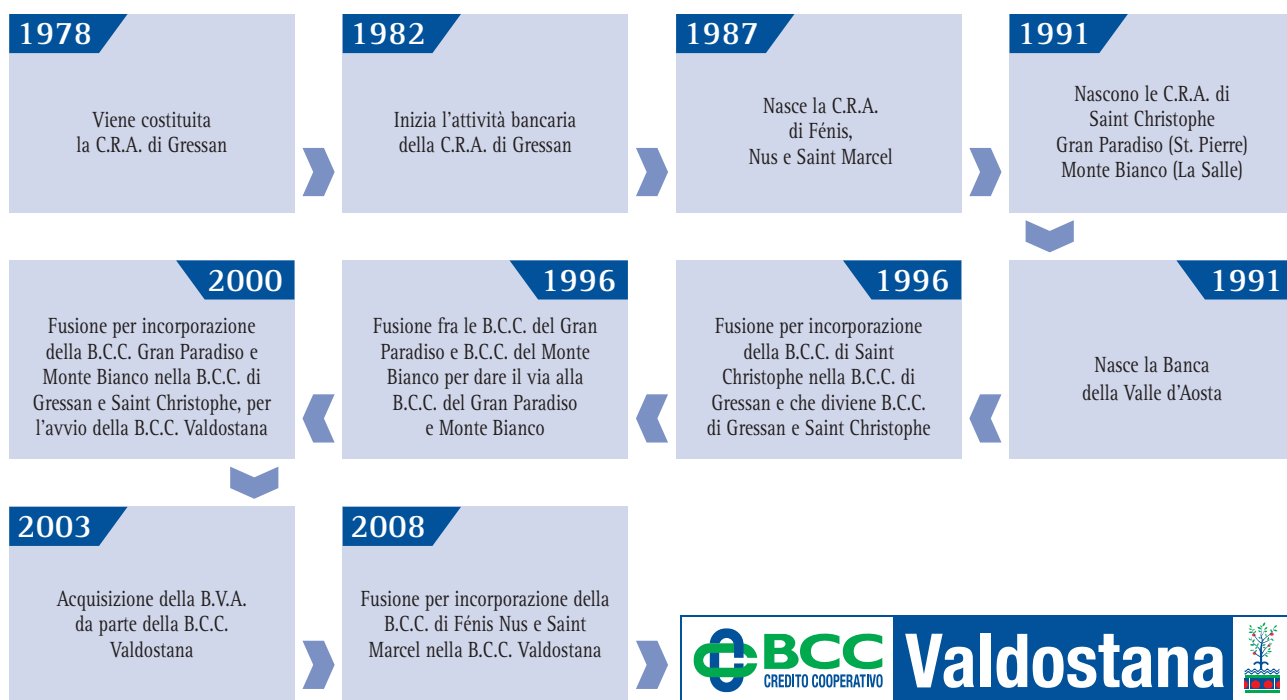 1978
Viene costituita
la C.R.A. di Gressan
1982
Inizia l'attività bancaria
della C.R.A. di Gressan
1987
Nasce la C.R.A.
di Fénis,
Nus e Saint Marcel
1991
Nascono le C.R.A. di
Saint Christophe
Gran Paradiso (St. Pierre)
Monte Bianco (La Salle)
1991
Nasce la Banca
della Valle d'Aosta
1996
Fusione per incorporazione
della B.C.C. di Saint
Christophe nella B.C.C. di
Gressan e che diviene B.C.C.
di Gressan e Saint Christophe
1996
Fusione fra le B.C.C. del Gran
Paradiso e B.C.C. del Monte
Bianco per dare il via alla
B.C.C. del Gran Paradiso
e Monte Bianco
2000
Fusione per incorporazione
della B.C.C. Gran Paradiso e
Monte Bianco nella B.C.C. di
Gressan e Saint Christophe, per
l'avvio della B.C.C. Valdostana
2003
Acquisizione della B.V.A.
da parte della B.C.C.
Valdostana
2008
Fusione per incorporazione della
B.C.C. di Fénis Nus e Saint
Marcel nella B.C.C. Valdostana
BCC
CREDITO COOPERATIVO
Valdostana